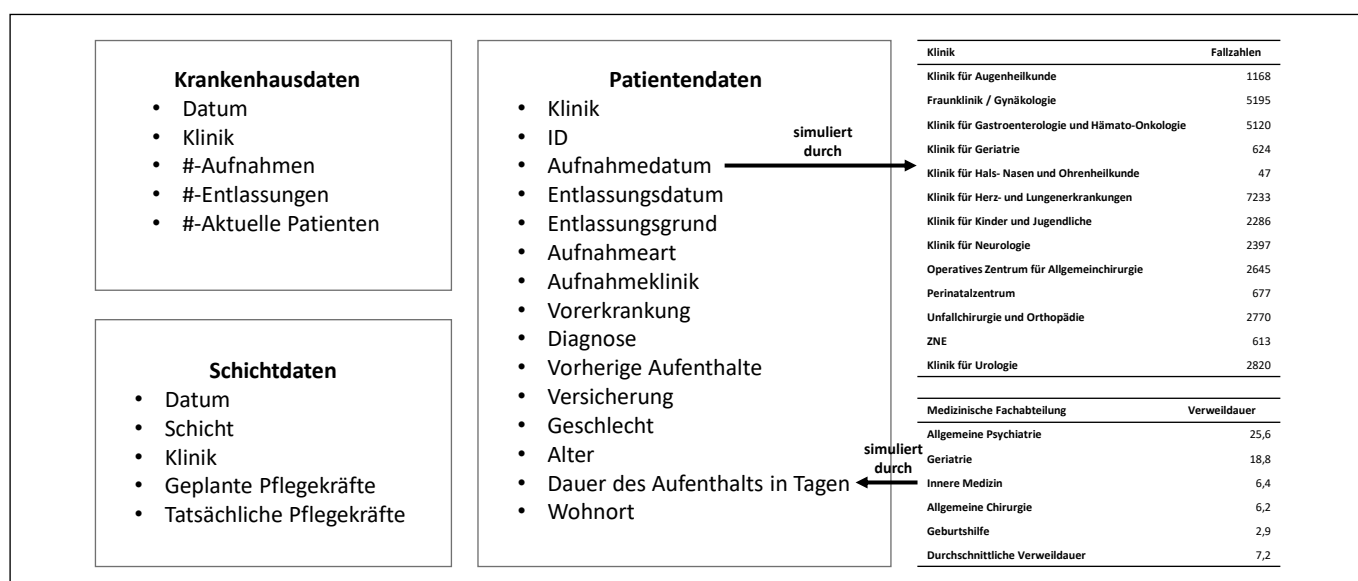 Krankenhausdaten
• Datum
• Klinik
• #-Aufnahmen
• #-Entlassungen
• #-Aktuelle Patienten
Schichtdaten
• Datum
• Schicht
• Klinik
• Geplante Pflegekräfte
• Tatsächliche Pflegekräfte
Patientendaten
• Klinik
• ID
• Aufnahmedatum
• Entlassungsdatum
• Entlassungsgrund
• Aufnahmeart
• Aufnahmeklinik
• Vorerkrankung
• Diagnose
• Vorherige Aufenthalte
• Versicherung
• Geschlecht
• Alter
• Dauer des Aufenthalts in Tagen
• Wohnort
simuliert
durch
simuliert
durch
Klinik Fallzahlen
Klinik für Augenheilkunde 1168
Fraunklinik / Gynäkologie 5195
Klinik für Gastroenterologie und Hämato-Onkologie 5120
Klinik für Geriatrie 624
Klinik für Hals- Nasen und Ohrenheilkunde 47
Klinik für Herz- und Lungenerkrankungen 7233
Klinik für Kinder und Jugendliche 2286
Klinik für Neurologie 2397
Operatives Zentrum für Allgemeinchirurgie 2645
Perinatalzentrum 677
Unfallchirurgie und Orthopädie 2770
ZNE 613
Klinik für Urologie 2820
Medizinische Fachabteilung Verweildauer
Allgemeine Psychiatrie 25,6
Geriatrie 18,8
Innere Medizin 6,4
Allgemeine Chirurgie 6,2
Geburtshilfe 2,9
Durchschnittliche Verweildauer 7,2